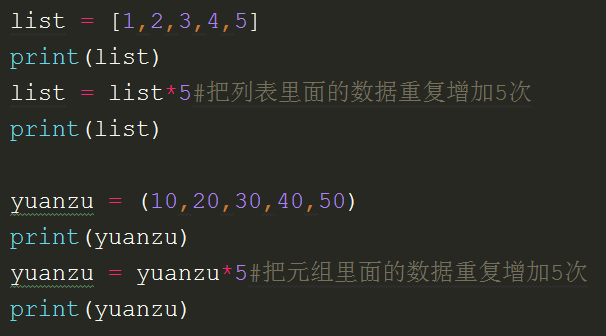 list = [1,2,3,4,5]
print(list)
list = list*5#把列表里面的数据重复增加5次
print(list)
yuanzu = (10,20,30,40,50)
print(yuanzu)
yuanzu = yuanzu*5#把元组里面的数据重复增加5次
print(yuanzu)